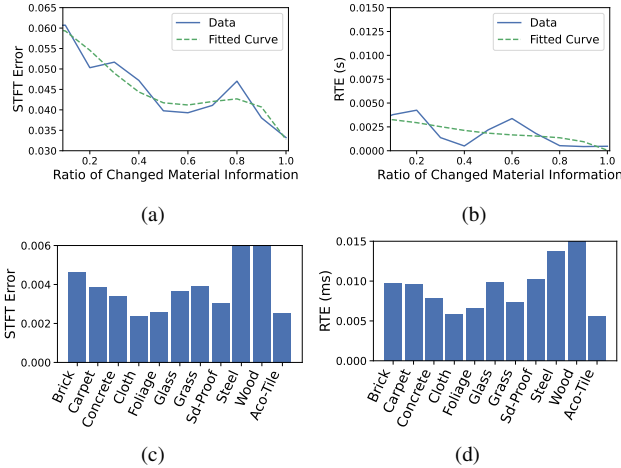 0.065
0.060
0.055
0.050
0.045
0.040
0.035
0.030
STFT Error
Data
Fitted Curve
0.2 0.4 0.6 0.8 1.0
Ratio of Changed Material Information
(a)
0.0150
0.0125
0.0100
0.0075
0.0050
0.0025
0.0000
RTE (s)
Data
Fitted Curve
0.2 0.4 0.6 0.8 1.0
Ratio of Changed Material Information
(b)
0.006
0.004
0.002
0.000
STFT Error
Brick Carpet Concrete Cloth Foliage Glass Grass Sd-Proof Steel Wood Aco-Tile
(c)
0.015
0.010
0.005
0.000
RTE (ms)
Brick Carpet Concrete Cloth Foliage Glass Grass Sd-Proof Steel Wood Aco-Tile
(d)